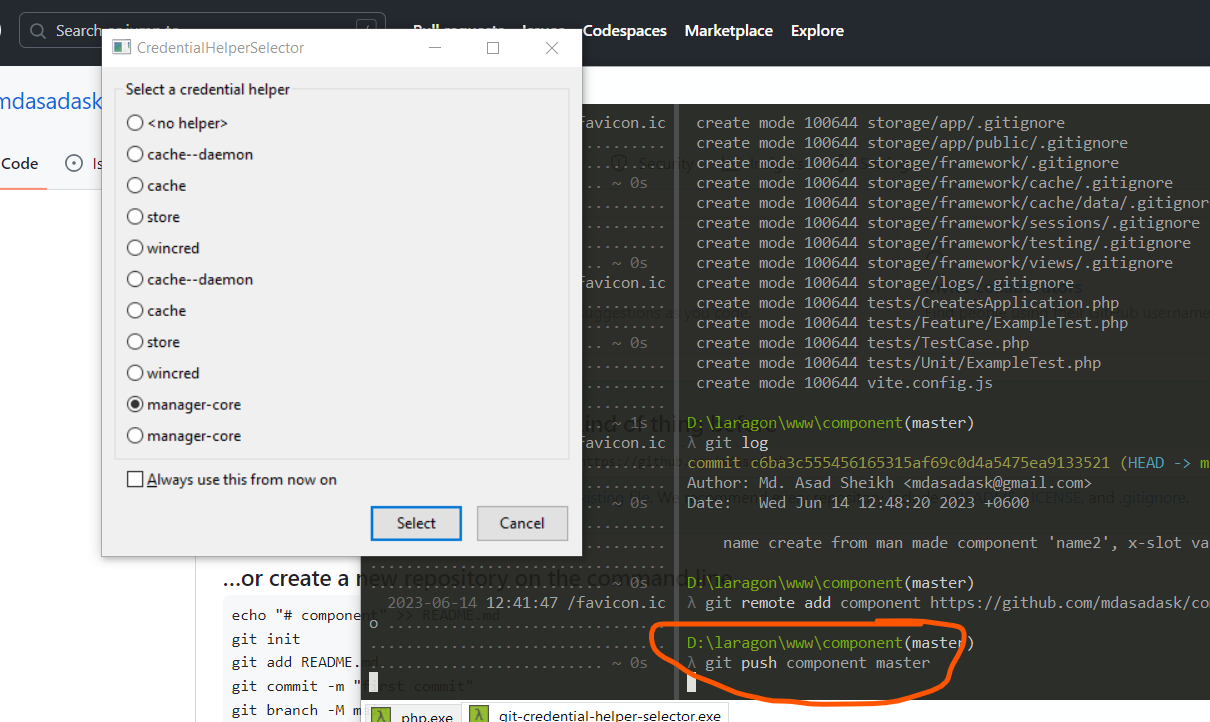 Search
Pull requests
Issues
Codespaces
Marketplace
Explore
CredentialHelperSelector
mdasadask
Code
Is
Select a credential helper
<no helper>
cache--daemon
cache
store
wincred
cache--daemon
cache
store
wincred
manager-core
manager-core
Always use this from now on
Select
Cancel
favicon.ic
.. ~ 0s
.. ~ 0s
favicon.ic
.. ~ 0s
.. ~ 1s
favicon.ic
.. ~ 0s
.. ~ 0s
2023-06-14 12:41:47 /favicon.ic
o
~ 0s
create mode 100644 storage/app/.gitignore
create mode 100644 storage/app/public/.gitignore
create mode 100644 storage/framework/.gitignore
create mode 100644 storage/framework/cache/.gitignore
create mode 100644 storage/framework/cache/data/.gitignor
create mode 100644 storage/framework/sessions/.gitignore
create mode 100644 storage/framework/testing/.gitignore
create mode 100644 storage/framework/views/.gitignore
create mode 100644 storage/logs/.gitignore
create mode 100644 tests/CreatesApplication.php
create mode 100644 tests/Feature/ExampleTest.php
create mode 100644 tests/TestCase.php
create mode 100644 tests/Unit/ExampleTest.php
create mode 100644 vite.config.js
D:\laragon\www\component(master)
λ git log
commit c6ba3c555456165315af69c0d4a5475ea9133521 (HEAD -> m
Author: Md. Asad Sheikh <mdasadask@gmail.com>
Date:   Wed Jun 14 12:48:20 2023 +0600
name create from man made component 'name2', x-slot va
D:\laragon\www\component(master)
λ git remote add component https://github.com/mdasadask/co
D:\laragon\www\component(master)
λ git push component master
...or create a new repository on the command line
echo "# component" >> README.md
git init
git add README.md
git commit -m "first commit"
git branch -M m
php.exe
git-credential-helper-selector.exe